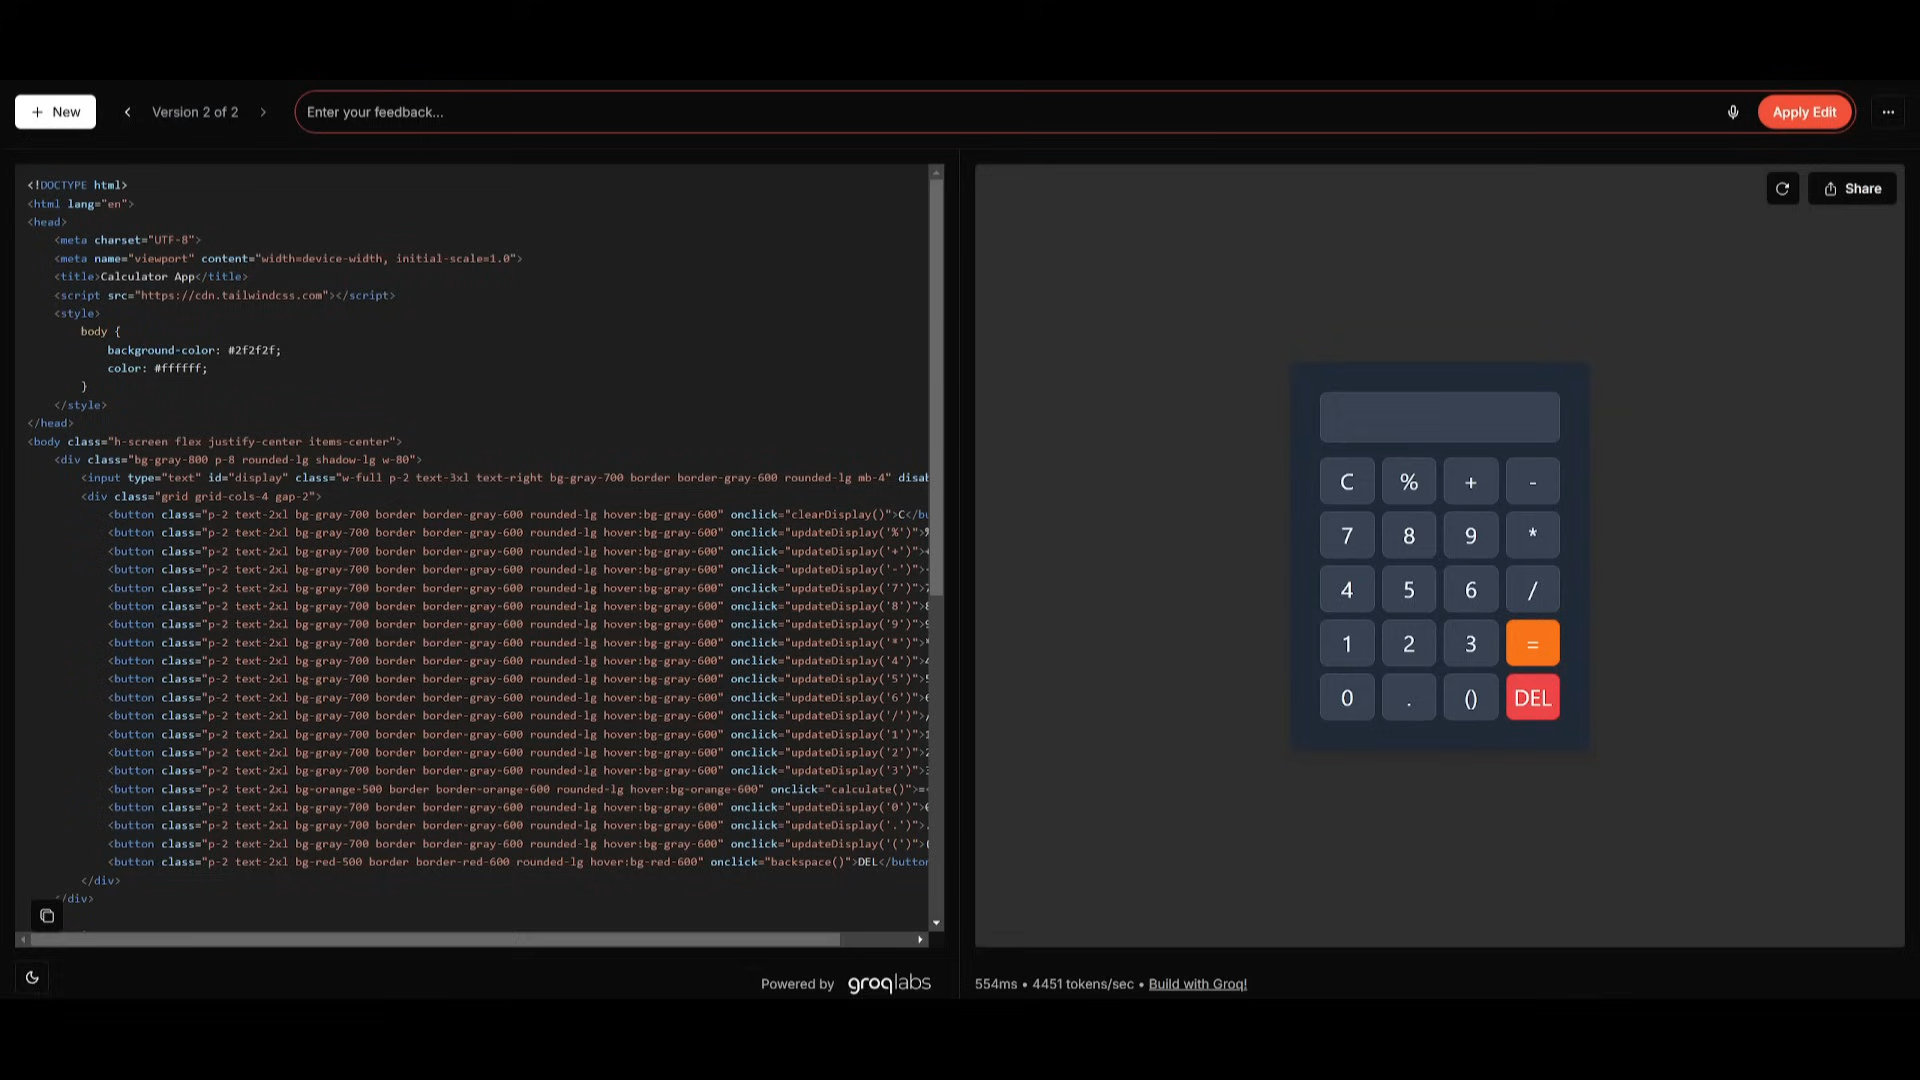 New
Version 2 of 2
Enter your feedback...
Apply Edit
<!DOCTYPE html>
<html lang="en">
<head>
<meta charset="UTF-8">
<meta name="viewport" content="width=device-width, initial-scale=1.0">
<title>Calculator App</title>
<script src="https://cdn.tailwindcss.com"></script>
<style>
body {
background-color: #2f2f2f;
color: #ffffff;
}
</style>
</head>
<body class="h-screen flex justify-center items-center">
<div class="bg-gray-800 p-8 rounded-lg shadow-lg w-80">
<input type="text" id="display" class="w-full p-2 text-3xl text-right bg-gray-700 border border-gray-600 rounded-lg mb-4" disab
<div class="grid grid-cols-4 gap-2">
<button class="p-2 text-2xl bg-gray-700 border border-gray-600 rounded-lg hover:bg-gray-600" onclick="clearDisplay()">C</bu
<button class="p-2 text-2xl bg-gray-700 border border-gray-600 rounded-lg hover:bg-gray-600" onclick="updateDisplay('%')">%
<button class="p-2 text-2xl bg-gray-700 border border-gray-600 rounded-lg hover:bg-gray-600" onclick="updateDisplay('+')">+
<button class="p-2 text-2xl bg-gray-700 border border-gray-600 rounded-lg hover:bg-gray-600" onclick="updateDisplay('-')">-
<button class="p-2 text-2xl bg-gray-700 border border-gray-600 rounded-lg hover:bg-gray-600" onclick="updateDisplay('7')">7
<button class="p-2 text-2xl bg-gray-700 border border-gray-600 rounded-lg hover:bg-gray-600" onclick="updateDisplay('8')">8
<button class="p-2 text-2xl bg-gray-700 border border-gray-600 rounded-lg hover:bg-gray-600" onclick="updateDisplay('9')">9
<button class="p-2 text-2xl bg-gray-700 border border-gray-600 rounded-lg hover:bg-gray-600" onclick="updateDisplay('*')">*
<button class="p-2 text-2xl bg-gray-700 border border-gray-600 rounded-lg hover:bg-gray-600" onclick="updateDisplay('4')">4
<button class="p-2 text-2xl bg-gray-700 border border-gray-600 rounded-lg hover:bg-gray-600" onclick="updateDisplay('5')">5
<button class="p-2 text-2xl bg-gray-700 border border-gray-600 rounded-lg hover:bg-gray-600" onclick="updateDisplay('6')">6
<button class="p-2 text-2xl bg-gray-700 border border-gray-600 rounded-lg hover:bg-gray-600" onclick="updateDisplay('/')">/
<button class="p-2 text-2xl bg-gray-700 border border-gray-600 rounded-lg hover:bg-gray-600" onclick="updateDisplay('1')">1
<button class="p-2 text-2xl bg-gray-700 border border-gray-600 rounded-lg hover:bg-gray-600" onclick="updateDisplay('2')">2
<button class="p-2 text-2xl bg-gray-700 border border-gray-600 rounded-lg hover:bg-gray-600" onclick="updateDisplay('3')">3
<button class="p-2 text-2xl bg-orange-500 border border-orange-600 rounded-lg hover:bg-orange-600" onclick="calculate()">=<
<button class="p-2 text-2xl bg-gray-700 border border-gray-600 rounded-lg hover:bg-gray-600" onclick="updateDisplay('0')">0
<button class="p-2 text-2xl bg-gray-700 border border-gray-600 rounded-lg hover:bg-gray-600" onclick="updateDisplay('.')">.
<button class="p-2 text-2xl bg-gray-700 border border-gray-600 rounded-lg hover:bg-gray-600" onclick="updateDisplay('(')">(
<button class="p-2 text-2xl bg-red-500 border border-red-600 rounded-lg hover:bg-red-600" onclick="backspace()">DEL</button
</div>
</div>
Share
C % + -
7 8 9 *
4 5 6 /
1 2 3 =
0 . () DEL
Powered by groqlabs
554ms • 4451 tokens/sec • Build with Groq!